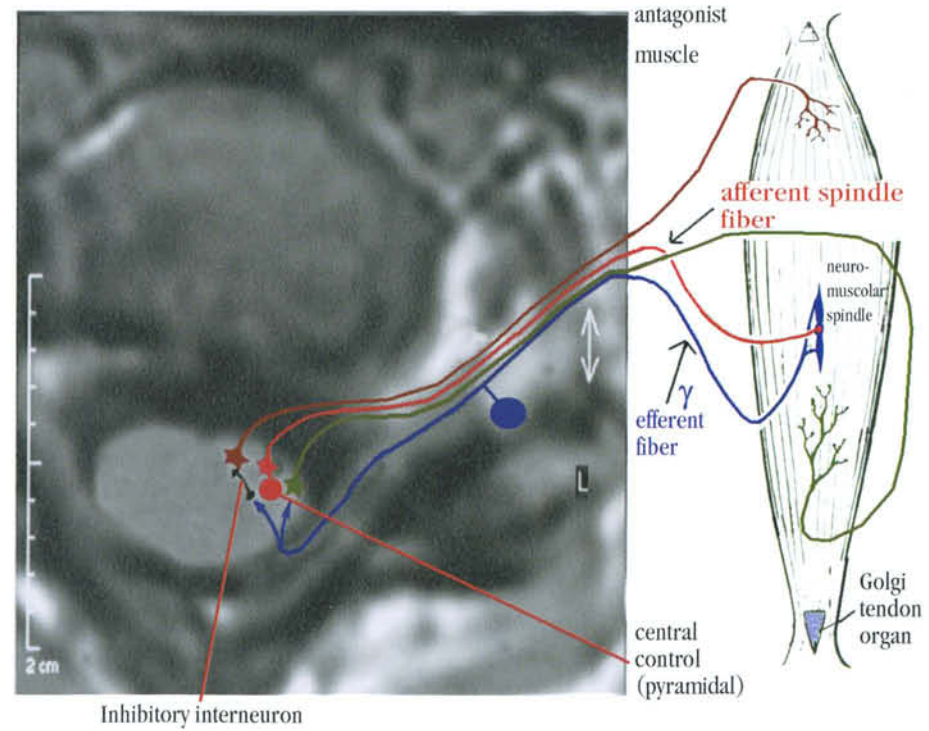 antagonist
muscle
afferent spindle
fiber
neuro-
muscolar
spindle
γ
efferent
fiber
L
Golgi
tendon
organ
central
control
(pyramidal)
2 cm
Inhibitory interneuron